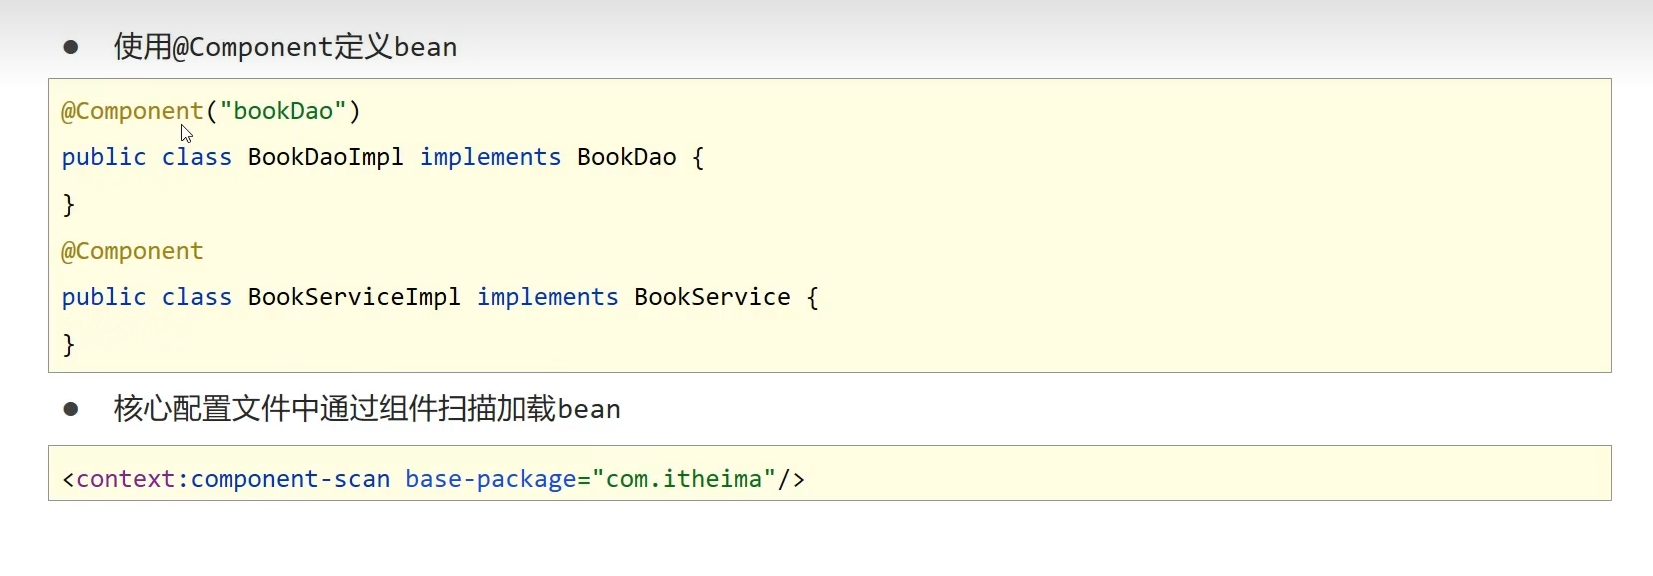 ● 使用@Component定义bean
@Component("bookDao")
public class BookDaoImpl implements BookDao {
}
@Component
public class BookServiceImpl implements BookService {
}
● 核心配置文件中通过组件扫描加载bean
<context:component-scan base-package="com.itheima"/>